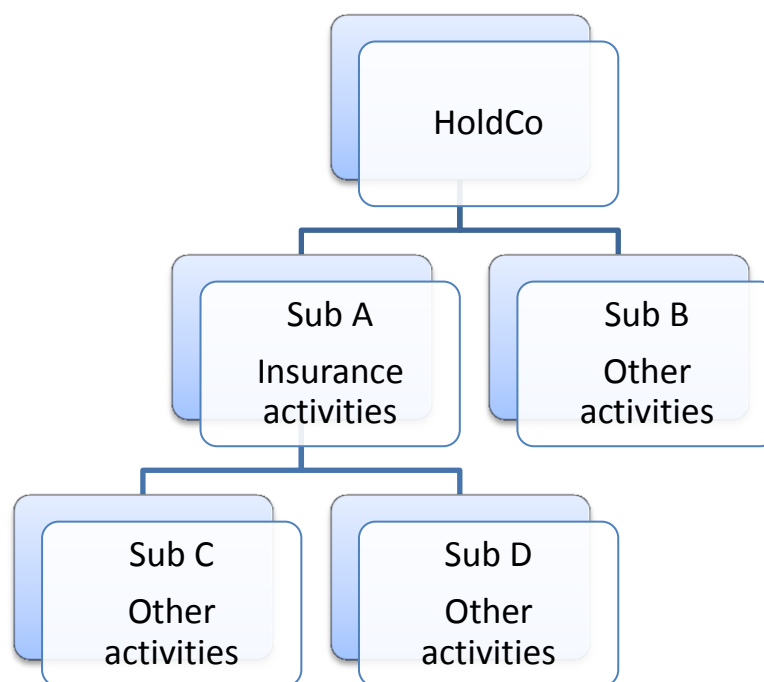 HoldCo
Sub A
Insurance
activities
Sub B
Other
activities
Sub C
Other
activities
Sub D
Other
activities